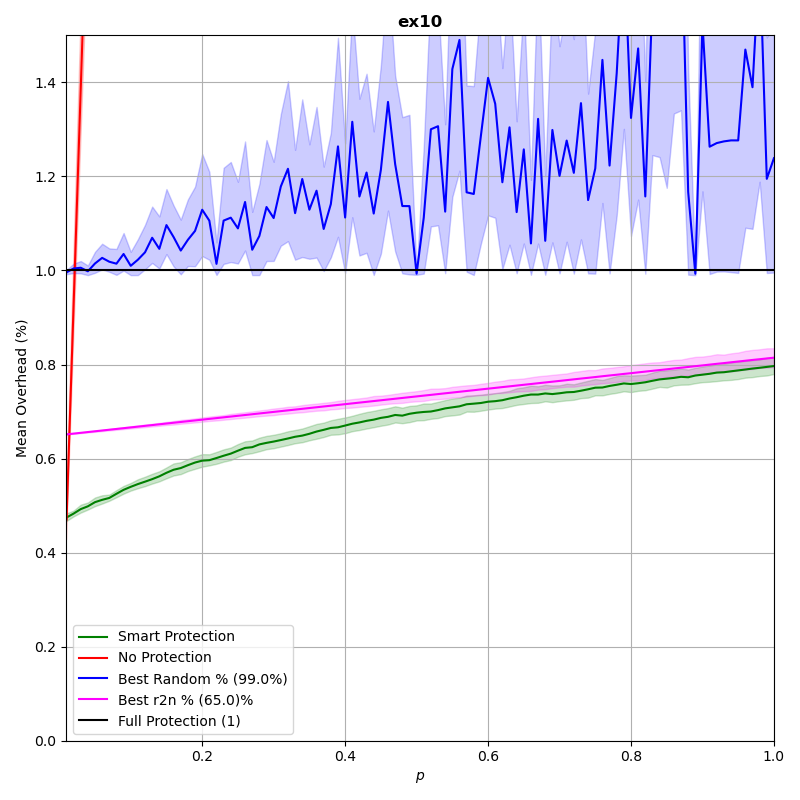 ex10
1.4
1.2
1.0
0.8
0.6
0.4
0.2
0.0
Mean Overhead (%)
Smart Protection
No Protection
Best Random % (99.0%)
Best r2n % (65.0)%
Full Protection (1)
0.2
0.4
0.6
0.8
1.0
p